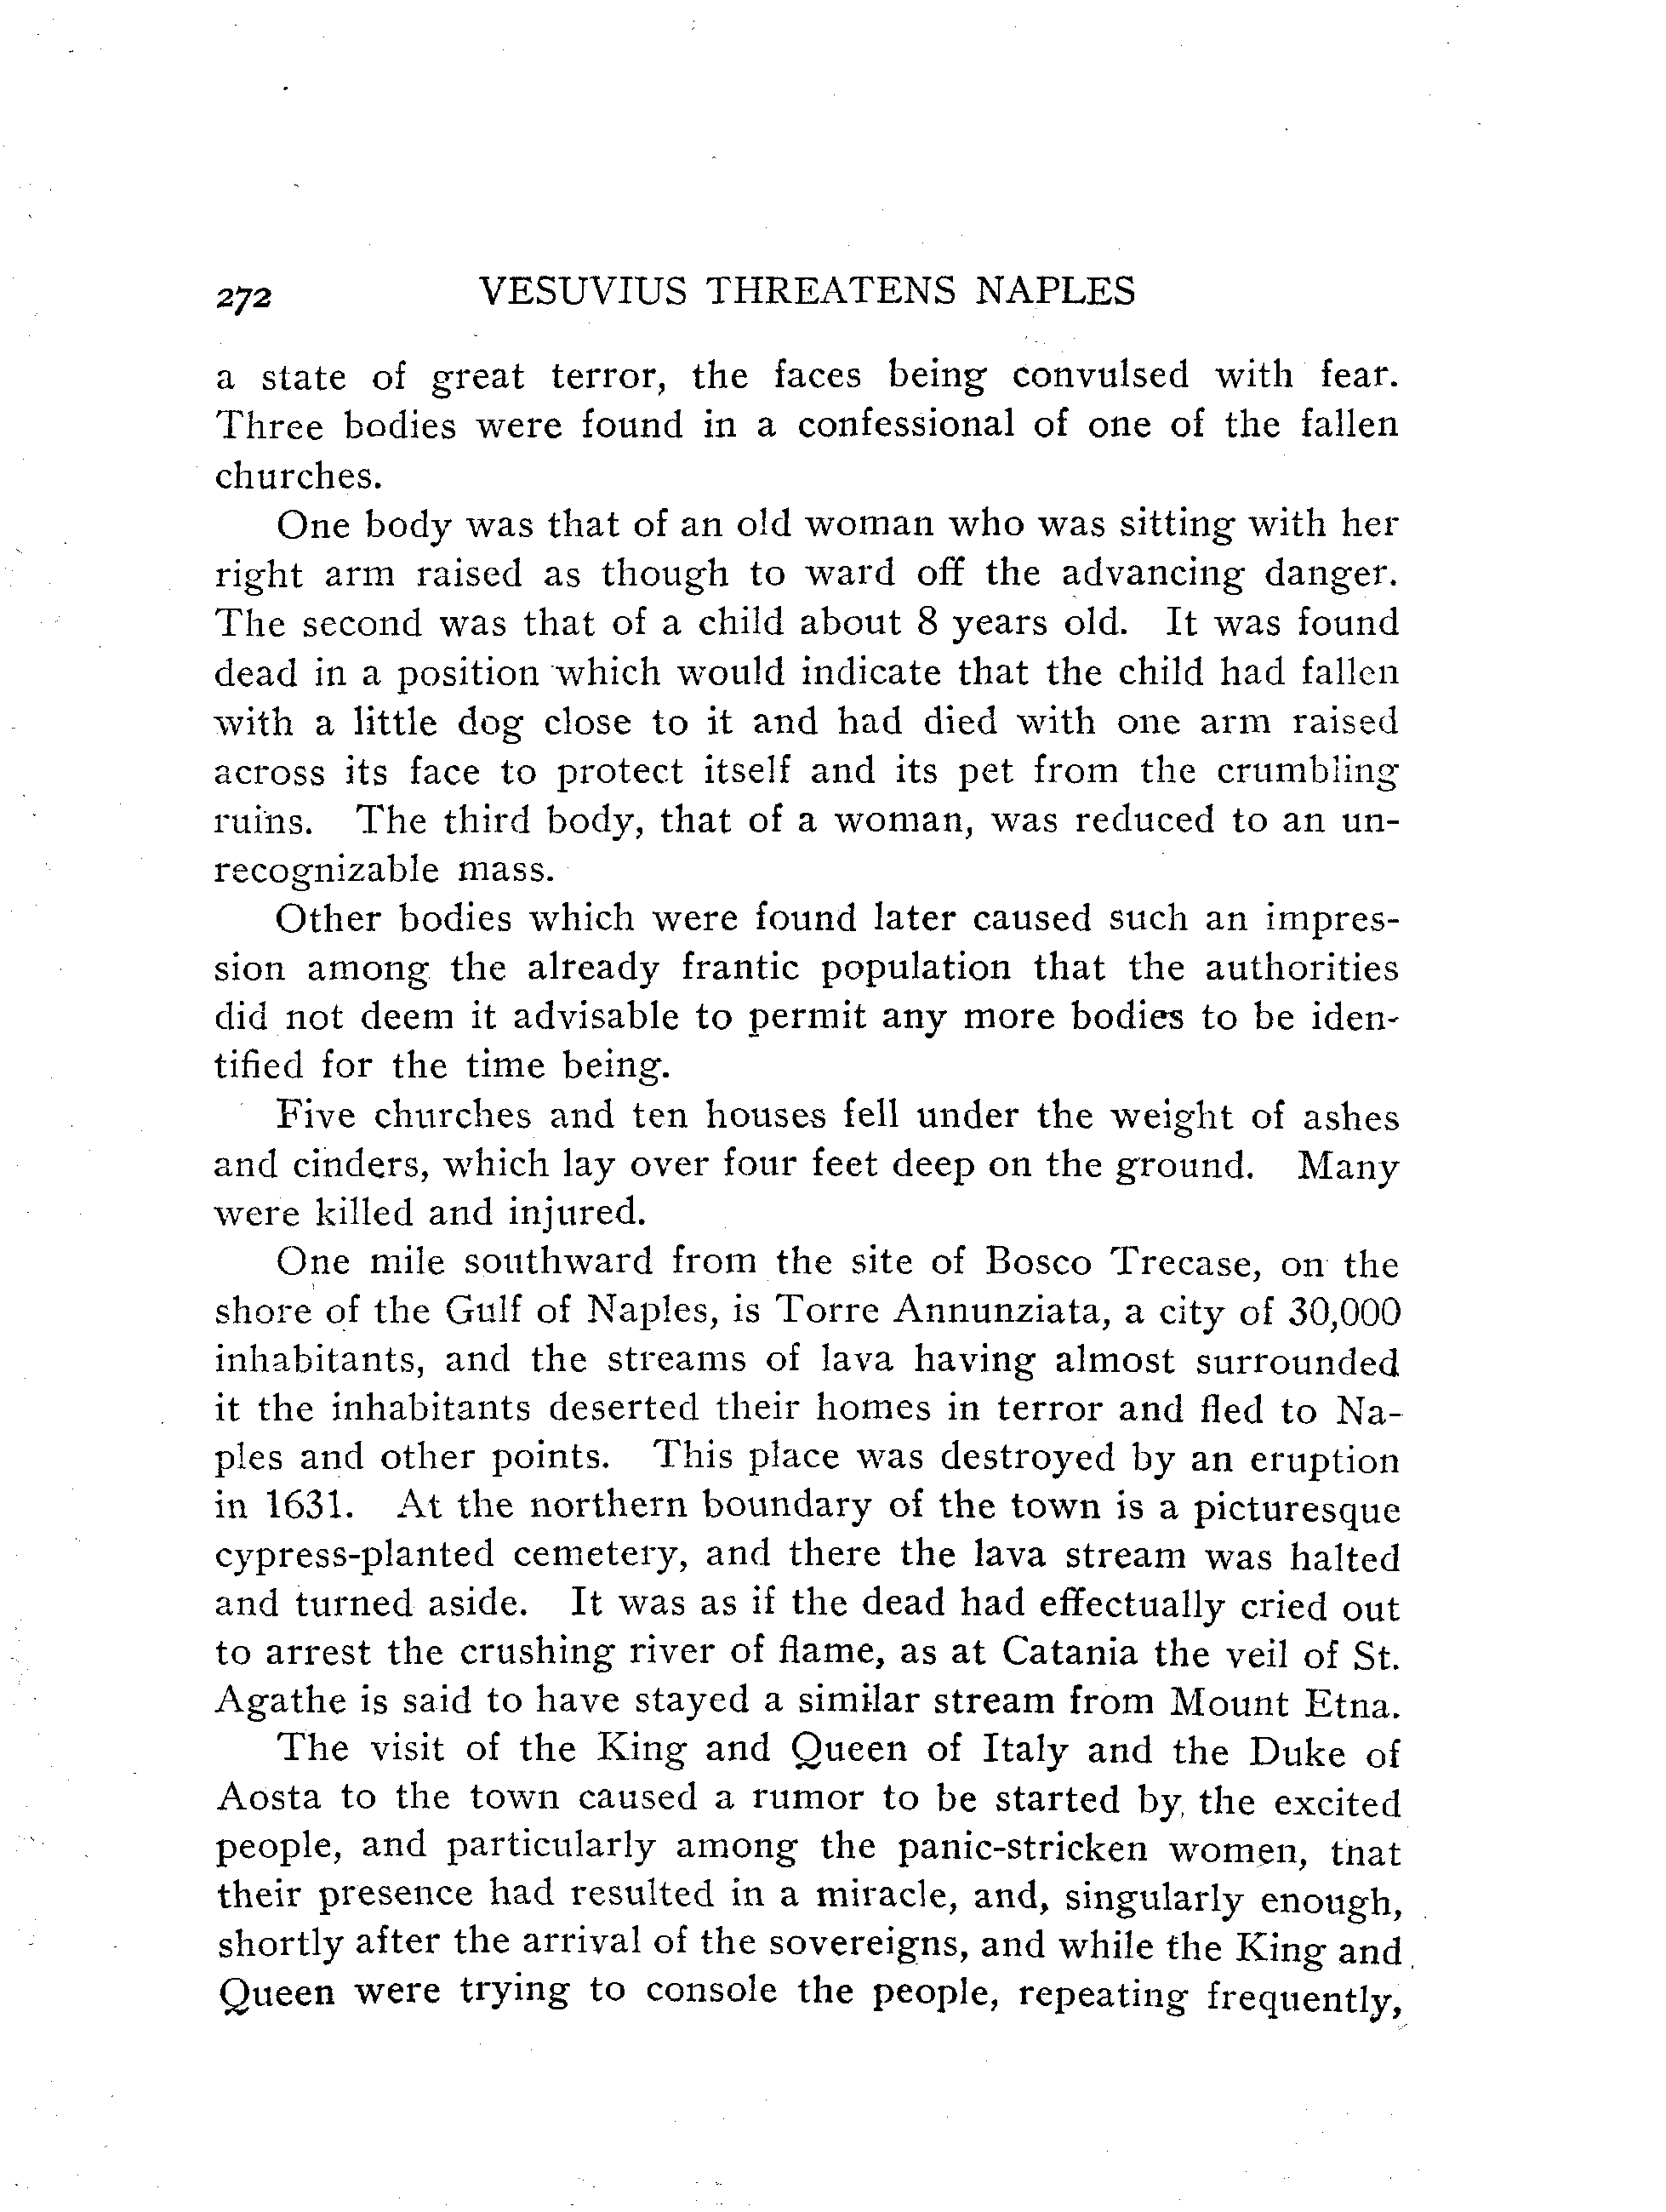 272 VESUVIUS THREATENS NAPLES
a state of great terror, the faces being convulsed with fear.
Three bodies were found in a confessional of one of the fallen
churches.
One body was that of an old woman who was sitting with her
right arm raised as though to ward off the advancing danger.
The second was that of a child about 8 years old. It was found
dead in a position which would indicate that the child had fallen
with a little dog close to it and had died with one arm raised
across its face to protect itself and its pet from the crumbling
ruins. The third body, that of a woman, was reduced to an un-
recognizable mass.
Other bodies which were found later caused such an impres-
sion among the already frantic population that the authorities
did not deem it advisable to permit any more bodies to be iden-
tified for the time being.
Five churches and ten houses fell under the weight of ashes
and cinders, which lay over four feet deep on the ground. Many
were killed and injured.
One mile southward from the site of Bosco Trecase, on the
shore of the Gulf of Naples, is Torre Annunziata, a city of 30,000
inhabitants, and the streams of lava having almost surrounded
it the inhabitants deserted their homes in terror and fled to Na-
ples and other points. This place was destroyed by an eruption
in 1631. At the northern boundary of the town is a picturesque
cypress-planted cemetery, and there the lava stream was halted
and turned aside. It was as if the dead had effectually cried out
to arrest the crushing river of flame, as at Catania the veil of St.
Agathe is said to have stayed a similar stream from Mount Etna.
The visit of the King and Queen of Italy and the Duke of
Aosta to the town caused a rumor to be started by the excited
people, and particularly among the panic-stricken women, that
their presence had resulted in a miracle, and, singularly enough,
shortly after the arrival of the sovereigns, and while the King and
Queen were trying to console the people, repeating frequently,